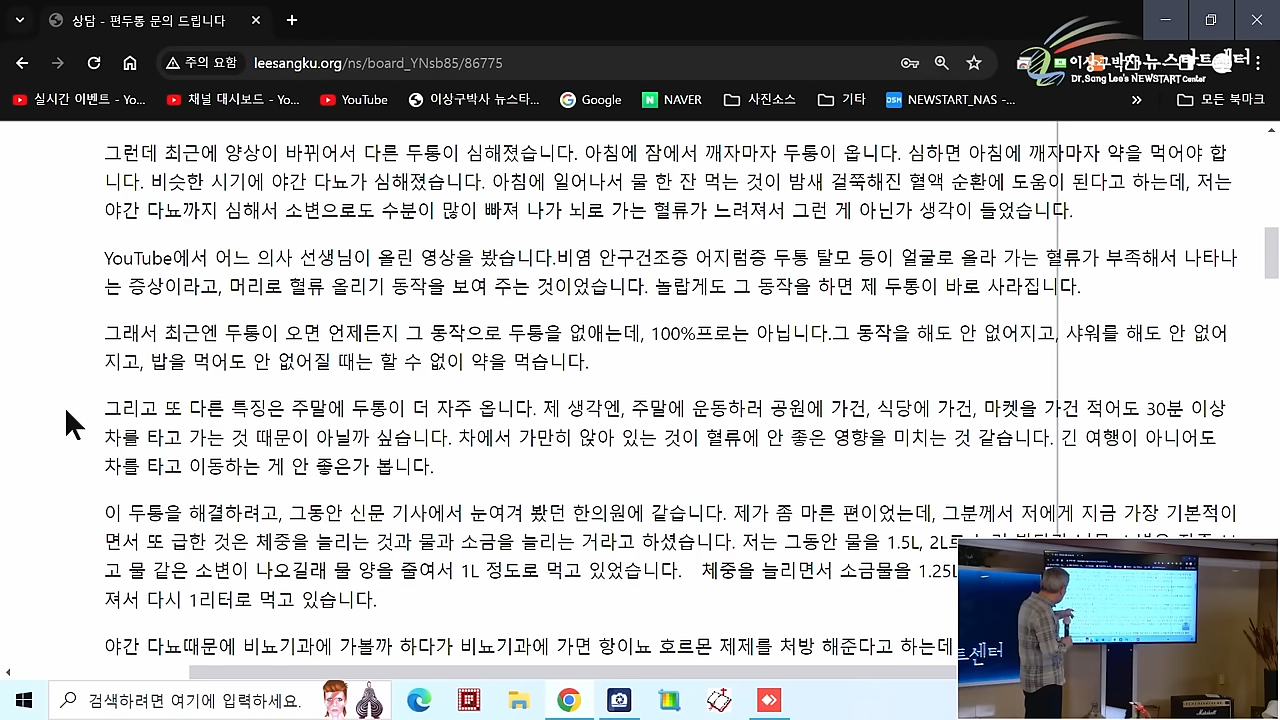 상담 - 편두통 문의 드립니다
주의 요함
leesangku.org/ns/board_YNsb85/86775
이상구박사 뉴스타트센터
Dr.Sang Lee's NEWSTART Center
실시간 이벤트 - Yo...
채널 대시보드 - Yo...
YouTube
이상구박사 뉴스타...
Google
NAVER
사진소스
기타
NEWSTART_NAS -...
모든 북마크
그런데 최근에 양상이 바뀌어서 다른 두통이 심해졌습니다. 아침에 잠에서 깨자마자 두통이 옵니다. 심하면 아침에 깨자마자 약을 먹어야 합
니다. 비슷한 시기에 야간 다뇨가 심해졌습니다. 아침에 일어나서 물 한 잔 먹는 것이 밤새 걸쭉해진 혈액 순환에 도움이 된다고 하는데, 저는
야간 다뇨까지 심해서 소변으로도 수분이 많이 빠져 나가 뇌로 가는 혈류가 느려져서 그런 게 아닌가 생각이 들었습니다.
YouTube에서 어느 의사 선생님이 올린 영상을 봤습니다.비염 안구건조증 어지럼증 두통 탈모 등이 얼굴로 올라 가는 혈류가 부족해서 나타나
는 증상이라고, 머리로 혈류 올리기 동작을 보여 주는 것이었습니다. 놀랍게도 그 동작을 하면 제 두통이 바로 사라집니다.
그래서 최근엔 두통이 오면 언제든지 그 동작으로 두통을 없애는데, 100%프로는 아닙니다.그 동작을 해도 안 없어지고, 샤워를 해도 안 없어
지고, 밥을 먹어도 안 없어질 때는 할 수 없이 약을 먹습니다.
그리고 또 다른 특징은 주말에 두통이 더 자주 옵니다. 제 생각엔, 주말에 운동하러 공원에 가건, 식당에 가건, 마켓을 가건 적어도 30분 이상
차를 타고 가는 것 때문이 아닐까 싶습니다. 차에서 가만히 앉아 있는 것이 혈류에 안 좋은 영향을 미치는 것 같습니다. 긴 여행이 아니어도
차를 타고 이동하는 게 안 좋은가 봅니다.
이 두통을 해결하려고, 그동안 신문 기사에서 눈여겨 봤던 한의원에 갔습니다. 제가 좀 마른 편이었는데, 그분께서 저에게 지금 가장 기본적이
면서 또 급한 것은 체중을 늘리는 것과 물과 소금을 늘리는 거라고 하셨습니다. 저는 그동안 물을 1.5L, 2L
고 물 같은 소변이 나오길래 물 양을 줄여서 1L 정도로 먹고 있었습니다. 체중을 늘리면서 소금물을 1.25L
져서 다시 1리터로 먹고 있습니다.
야간 다뇨때문에 비뇨기과에 가볼까 하다가 비뇨기과에 가면 항이뇨 호르몬 제제를 처방 해준다고 하는데
트센터
Marshall
검색하려면 여기에 입력하세요.